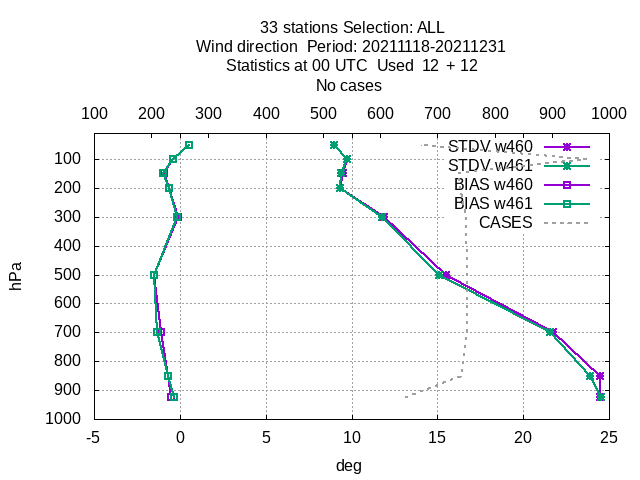 33 stations Selection: ALL
Wind direction  Period: 20211118-20211231
Statistics at 00 UTC  Used  12  + 12
No cases
100 200 300 400 500 600 700 800 900 1000
STDV w460
STDV w461
BIAS w460
BIAS w461
CASES
100
200
300
400
500
600
700
800
900
1000
hPa
-5 0 5 10 15 20 25
deg